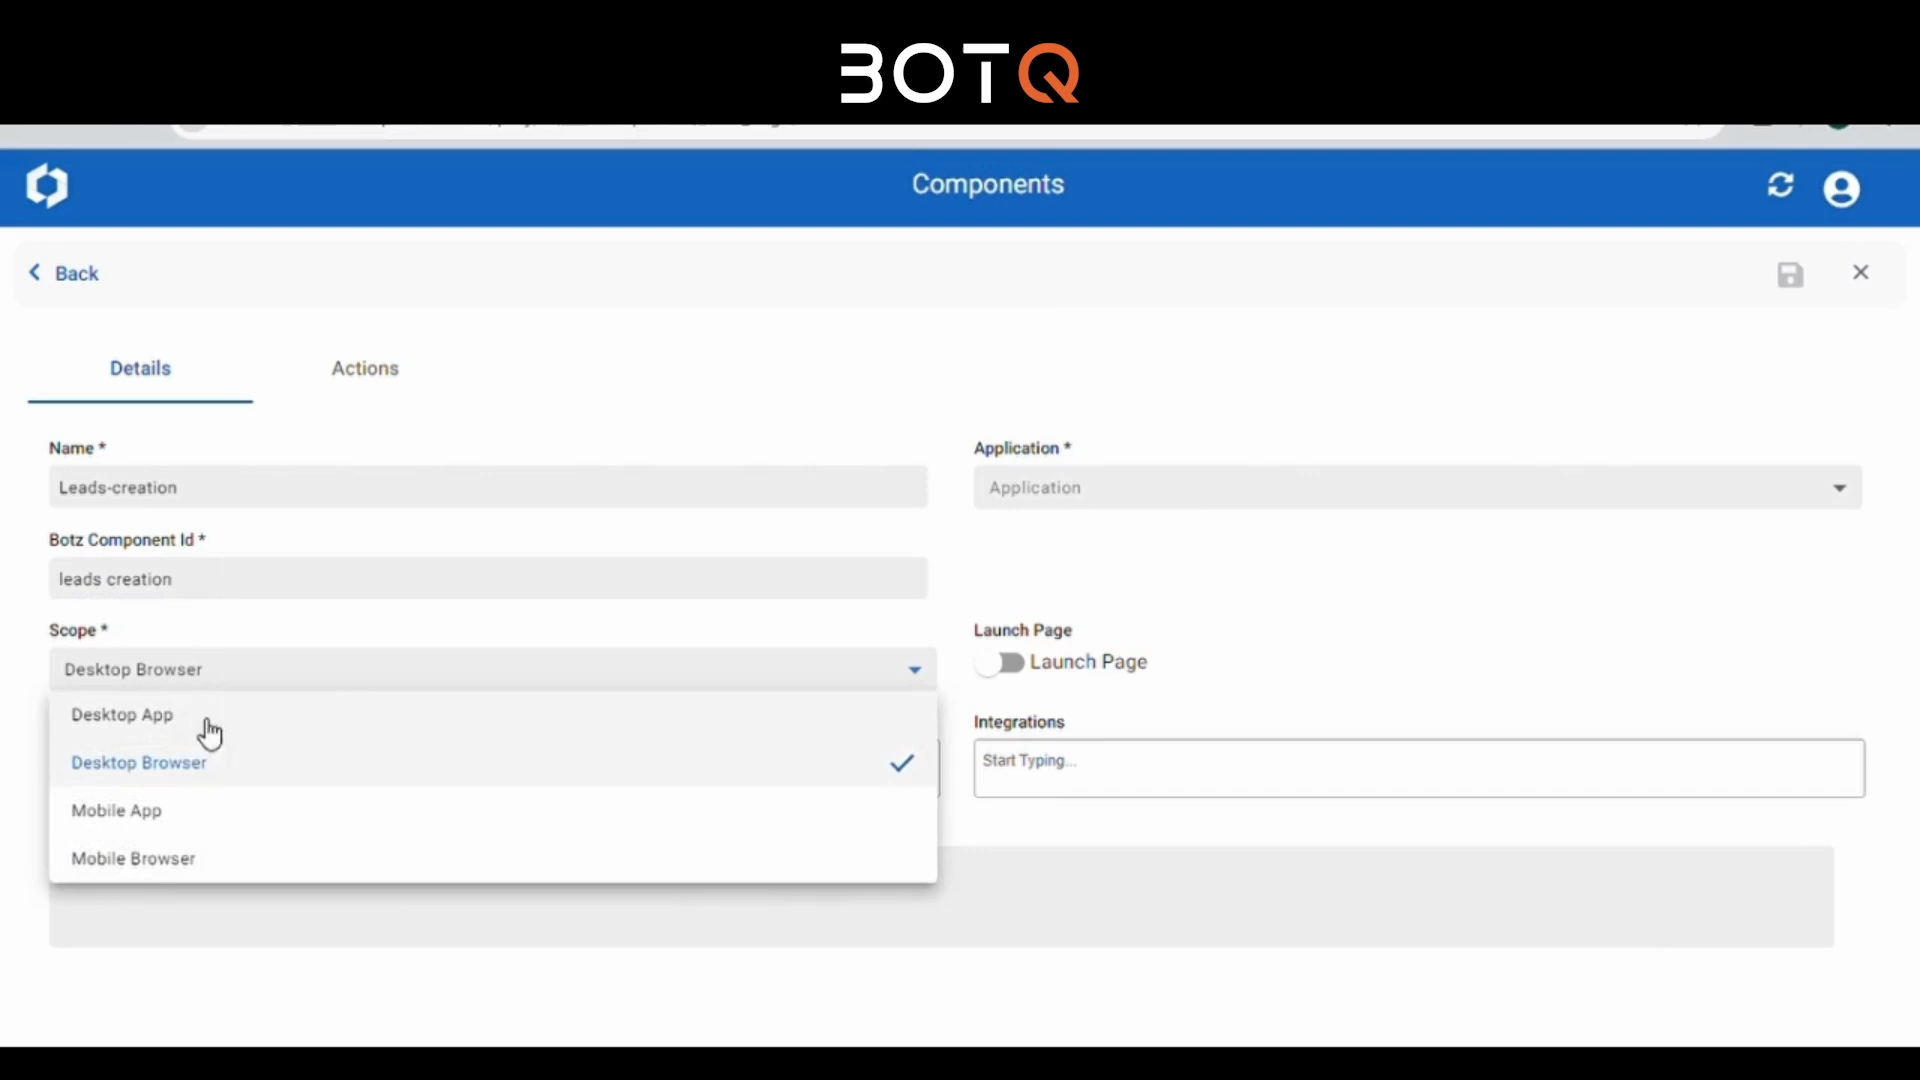 BOTQ
Components
Back
Details
Actions
Name *
Application *
Leads-creation
Application
Botz Component Id *
leads creation
Scope *
Launch Page
Desktop Browser
Launch Page
Desktop App
Integrations
Desktop Browser
Start Typing...
Mobile App
Mobile Browser